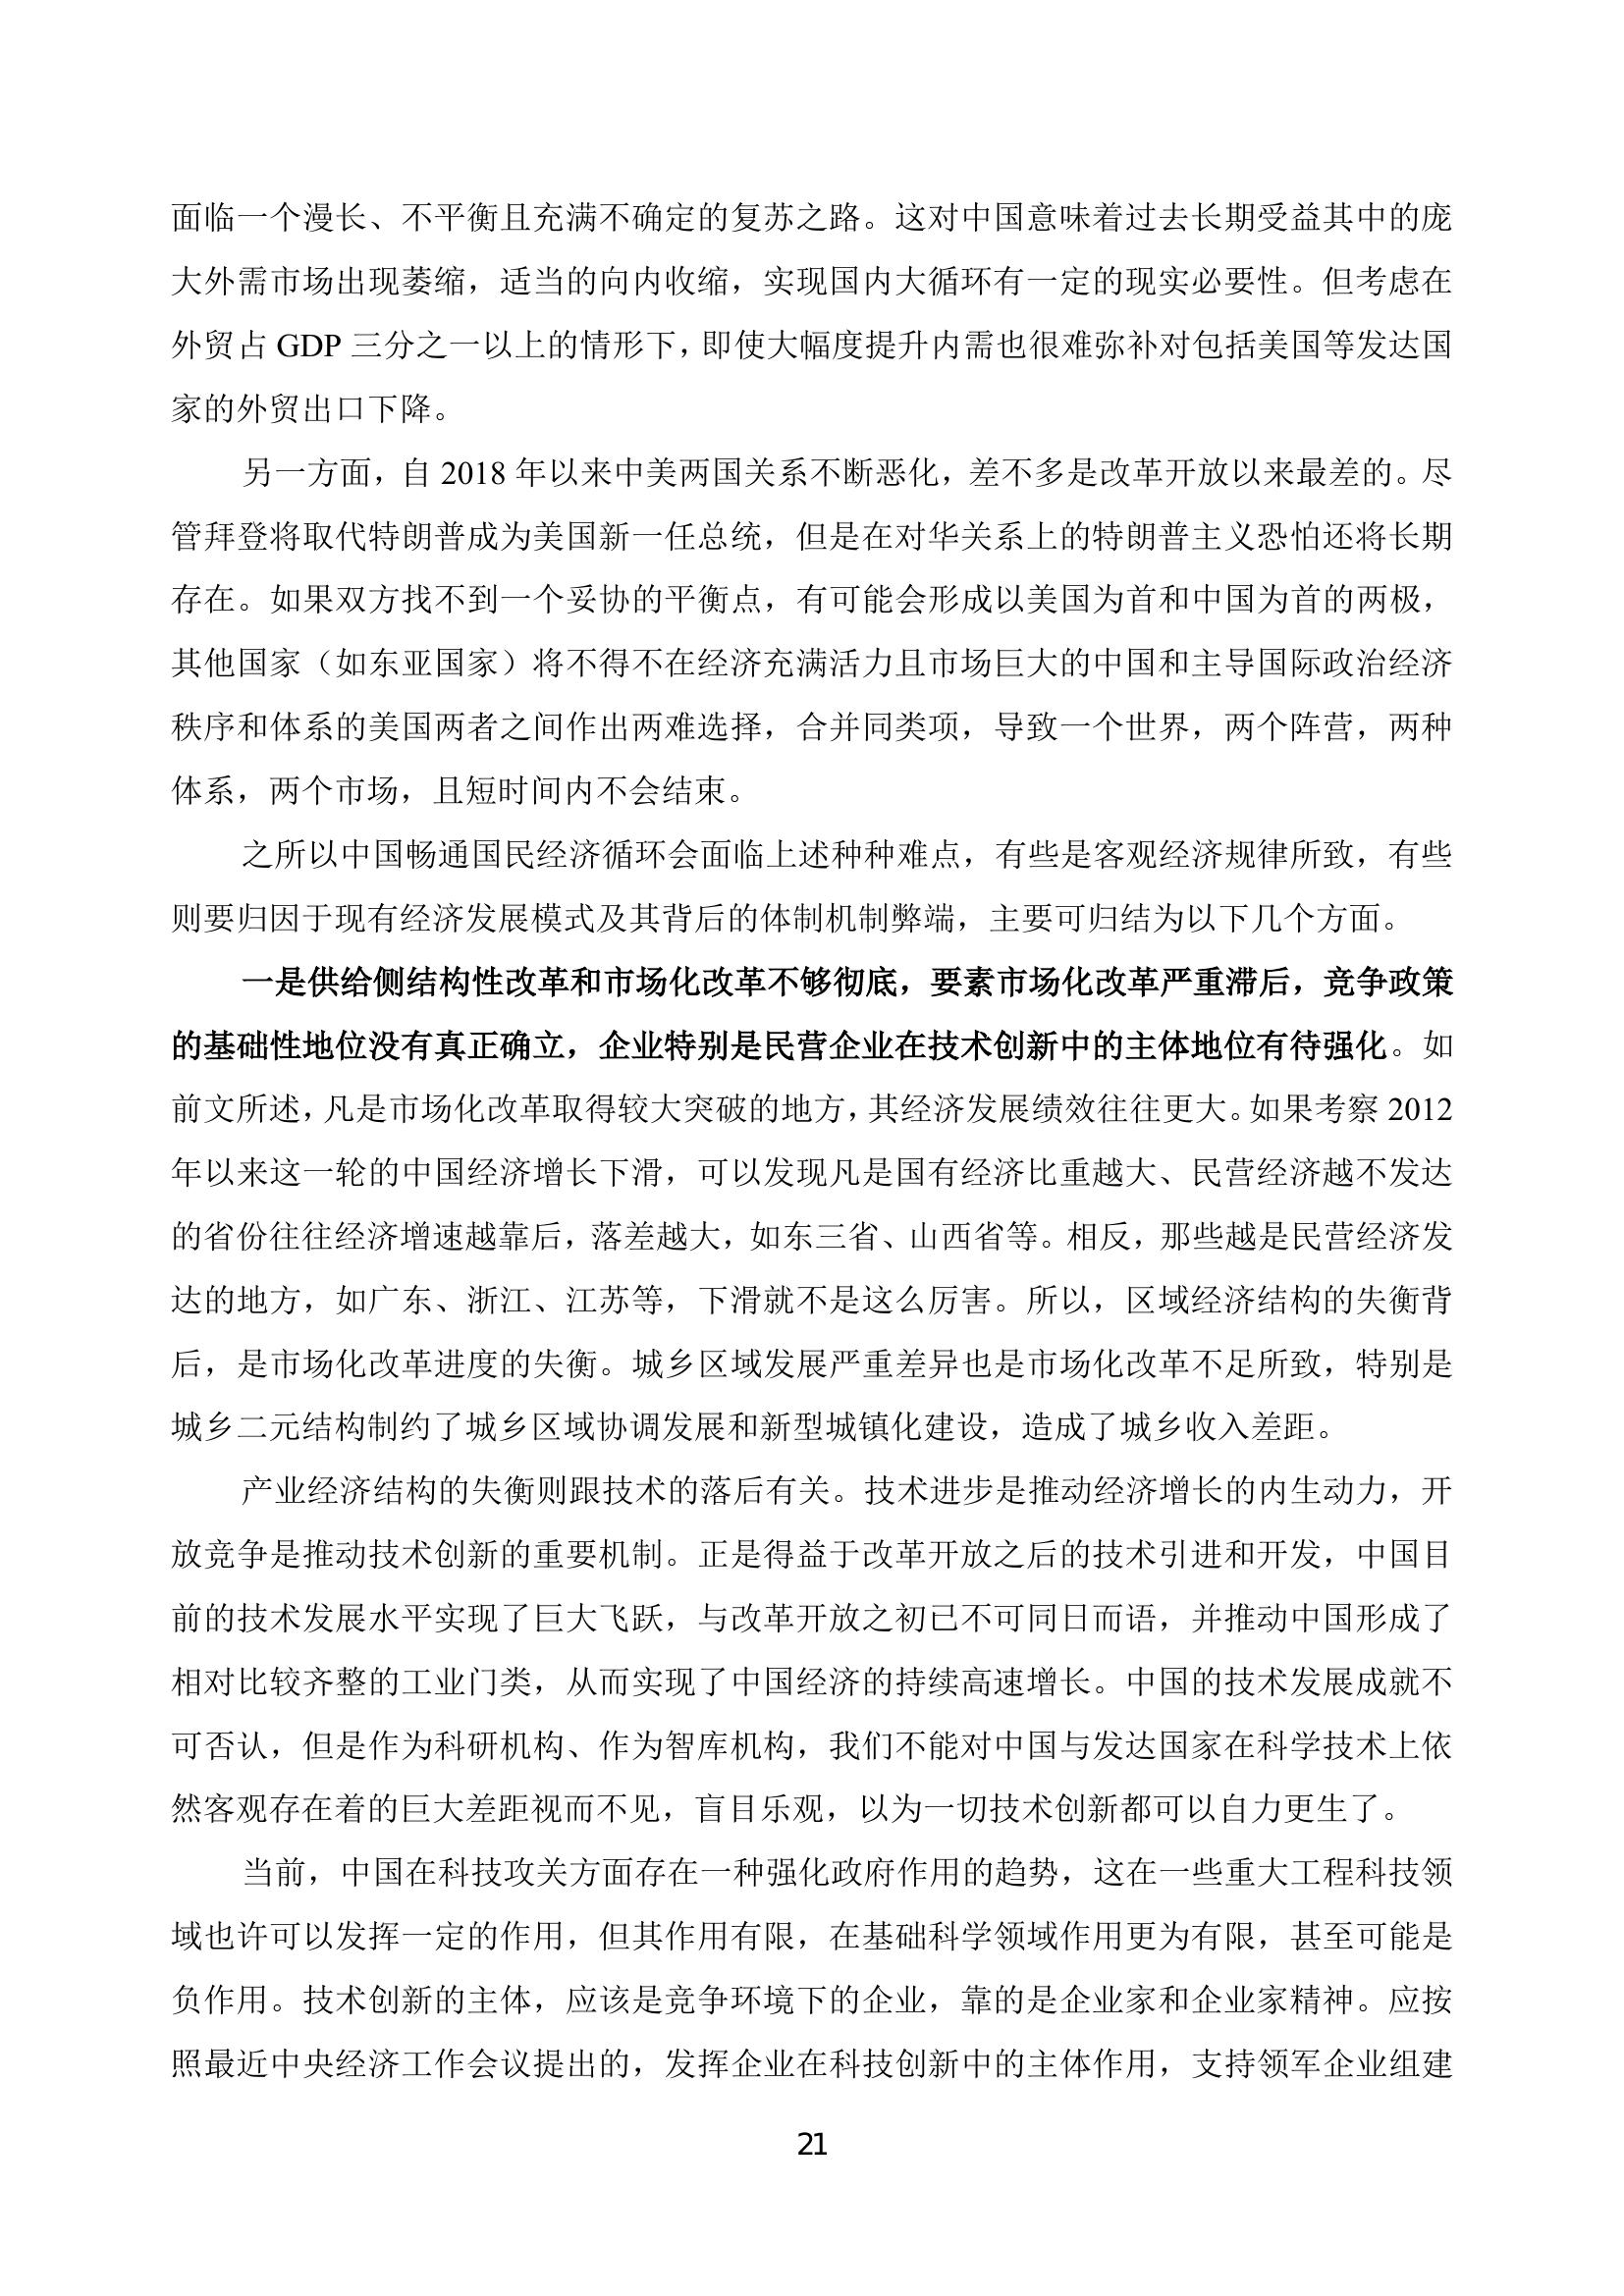 面临一个漫长、不平衡且充满不确定的复苏之路。这对中国意味着过去长期受益其中的庞
大外需市场出现萎缩，适当的向内收缩，实现国内大循环有一定的现实必要性。但考虑在
外贸占 GDP 三分之一以上的情形下，即使大幅度提升内需也很难弥补对包括美国等发达国
家的外贸出口下降。
另一方面，自 2018 年以来中美两国关系不断恶化，差不多是改革开放以来最差的。尽
管拜登将取代特朗普成为美国新一任总统，但是在对华关系上的特朗普主义恐怕还将长期
存在。如果双方找不到一个妥协的平衡点，有可能会形成以美国为首和中国为首的两极，
其他国家（如东亚国家）将不得不在经济充满活力且市场巨大的中国和主导国际政治经济
秩序和体系的美国两者之间作出两难选择，合并同类项，导致一个世界，两个阵营，两种
体系，两个市场，且短时间内不会结束。
之所以中国畅通国民经济循环会面临上述种种难点，有些是客观经济规律所致，有些
则要归因于现有经济发展模式及其背后的体制机制弊端，主要可归结为以下几个方面。
一是供给侧结构性改革和市场化改革不够彻底，要素市场化改革严重滞后，竞争政策
的基础性地位没有真正确立，企业特别是民营企业在技术创新中的主体地位有待强化。如
前文所述，凡是市场化改革取得较大突破的地方，其经济发展绩效往往更大。如果考察 2012
年以来这一轮的中国经济增长下滑，可以发现凡是国有经济比重越大、民营经济越不发达
的省份往往经济增速越靠后，落差越大，如东三省、山西省等。相反，那些越是民营经济发
达的地方，如广东、浙江、江苏等，下滑就不是这么厉害。所以，区域经济结构的失衡背
后，是市场化改革进度的失衡。城乡区域发展严重差异也是市场化改革不足所致，特别是
城乡二元结构制约了城乡区域协调发展和新型城镇化建设，造成了城乡收入差距。
产业经济结构的失衡则跟技术的落后有关。技术进步是推动经济增长的内生动力，开
放竞争是推动技术创新的重要机制。正是得益于改革开放之后的技术引进和开发，中国目
前的技术发展水平实现了巨大飞跃，与改革开放之初已不可同日而语，并推动中国形成了
相对比较齐整的工业门类，从而实现了中国经济的持续高速增长。中国的技术发展成就不
可否认，但是作为科研机构、作为智库机构，我们不能对中国与发达国家在科学技术上依
然客观存在着的巨大差距视而不见，盲目乐观，以为一切技术创新都可以自力更生了。
当前，中国在科技攻关方面存在一种强化政府作用的趋势，这在一些重大工程科技领
域也许可以发挥一定的作用，但其作用有限，在基础科学领域作用更为有限，甚至可能是
负作用。技术创新的主体，应该是竞争环境下的企业，靠的是企业家和企业家精神。应按
照最近中央经济工作会议提出的，发挥企业在科技创新中的主体作用，支持领军企业组建
21